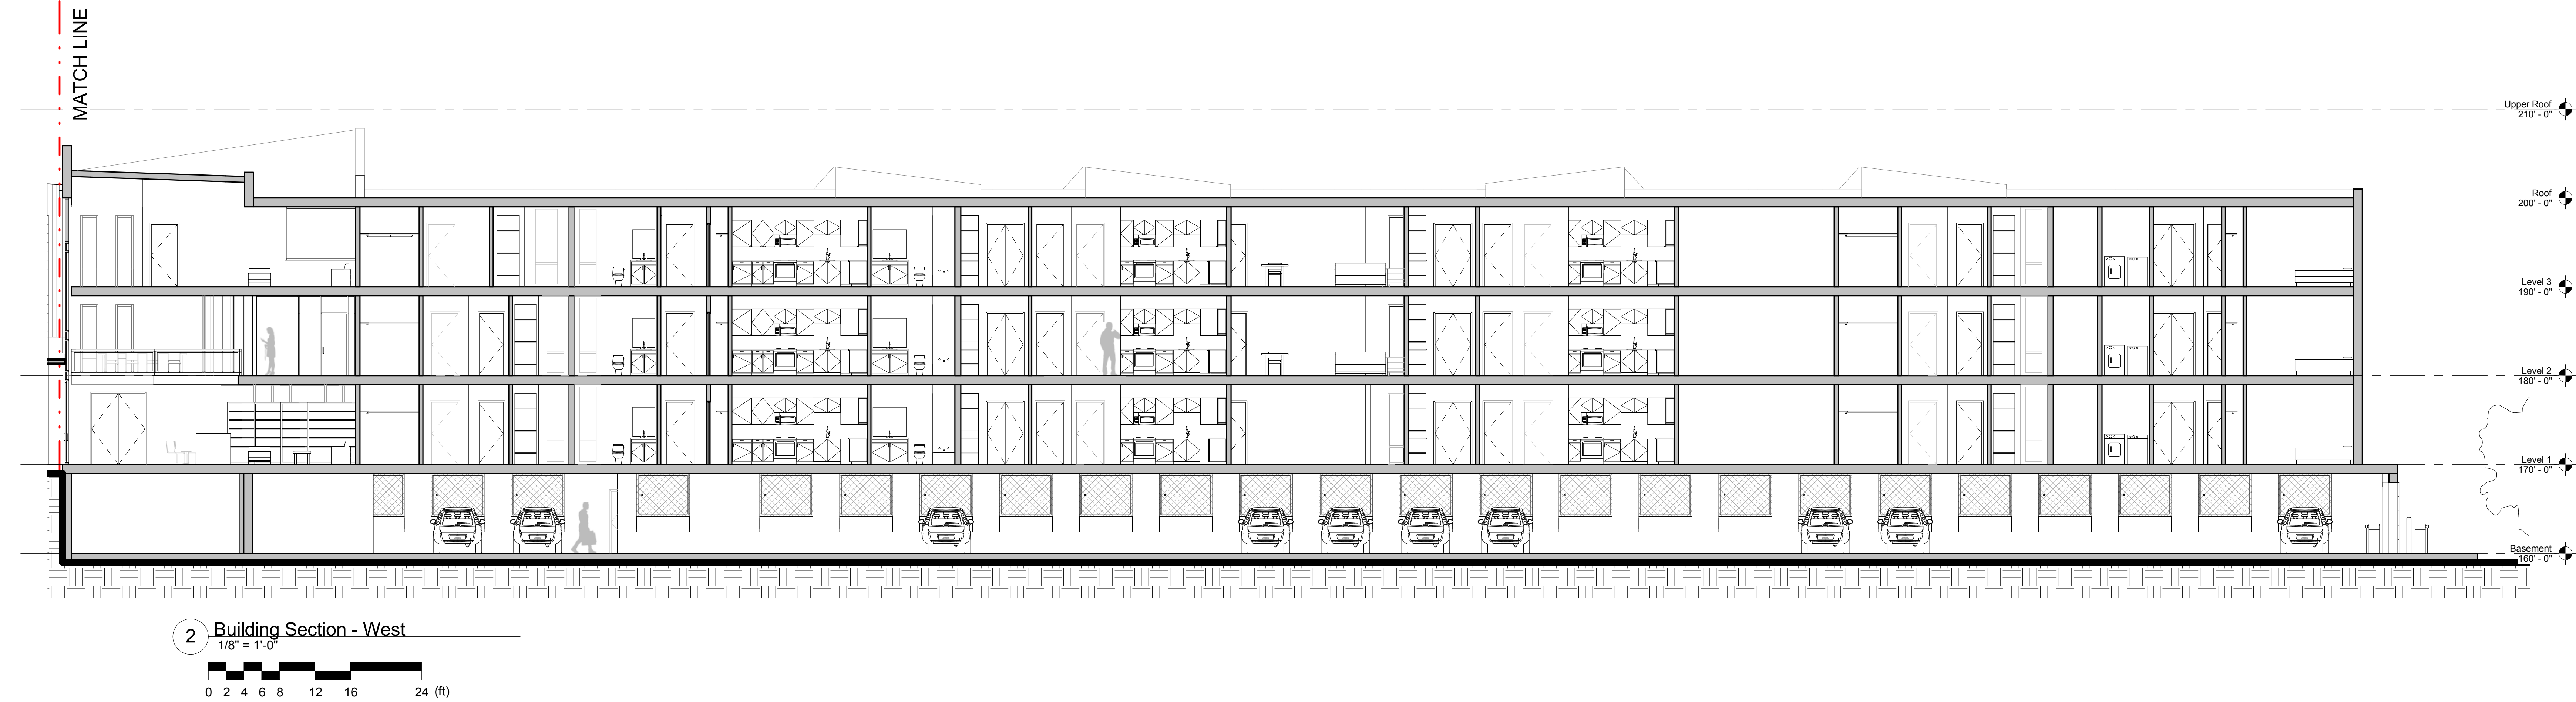 MATCH LINE
Upper Roof
210' - 0"
Roof
200' - 0"
Level 3
190' - 0"
Level 2
180' - 0"
Level 1
170' - 0"
Basement
160' - 0"
2
Building Section - West
1/8" = 1'-0"
0 2 4 6 8 12 16 24 (ft)